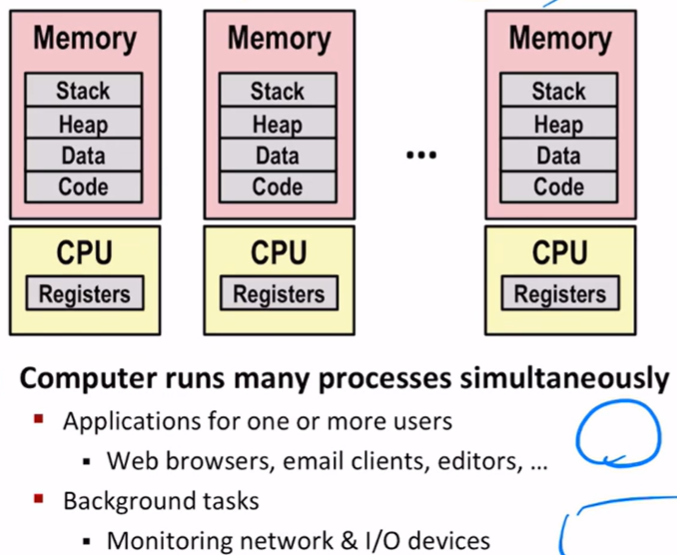 Memory Memory Memory
Stack Stack Stack
Heap Heap Heap
Data Data ... Data
Code Code Code
CPU CPU CPU
Registers Registers Registers
Computer runs many processes simultaneously
▪ Applications for one or more users
▪ Web browsers, email clients, editors, ...
▪ Background tasks
▪ Monitoring network & I/O devices